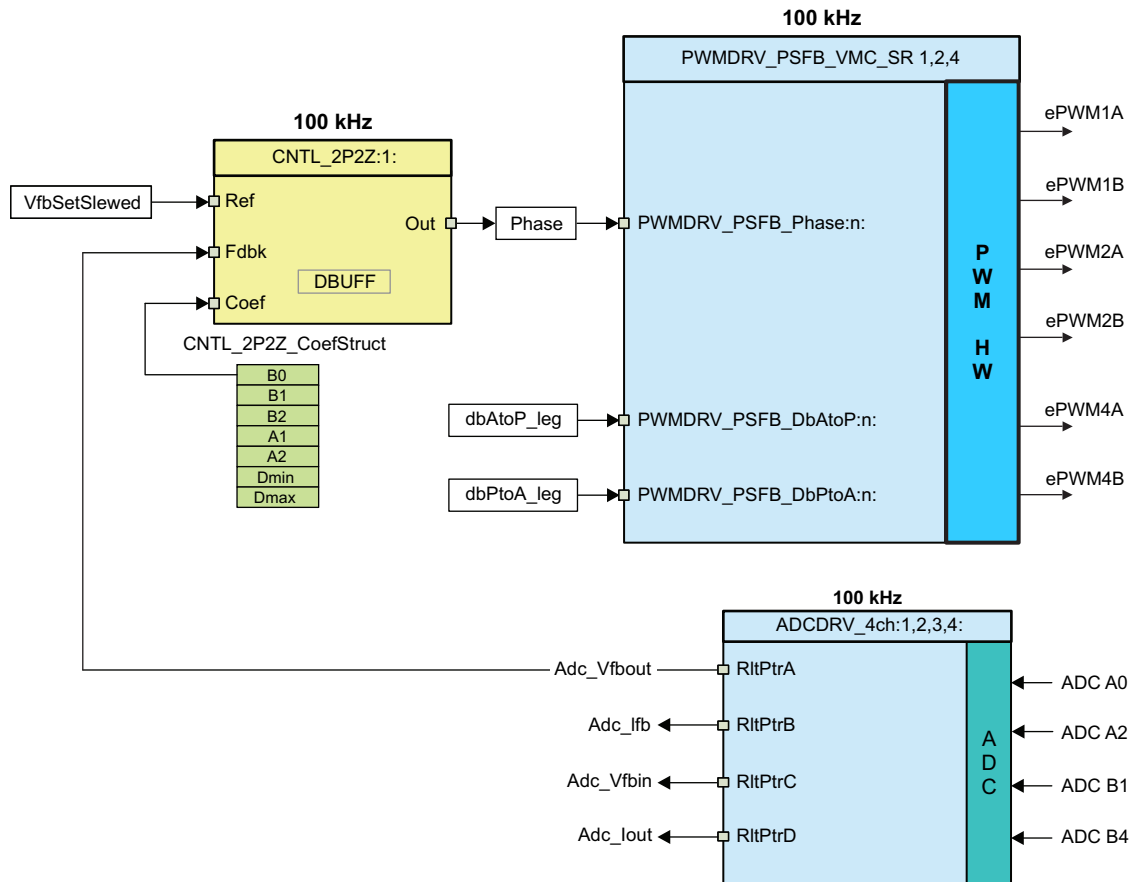 100 kHz
PWMDRV_PSFB_VMC_SR 1,2,4
PWMDRV_PSFB_Phase:n:
PWMDRV_PSFB_DbAtoP:n:
PWMDRV_PSFB_DbPtoA:n:
P
W
M
H
W
ePWM1A
ePWM1B
ePWM2A
ePWM2B
ePWM4A
ePWM4B
100 kHz
CNTL_2P2Z:1:
VfbSetSlewed
Ref
Fdbk
Coef
Out
DBUFF
Phase
CNTL_2P2Z_CoefStruct
B0
B1
B2
A1
A2
Dmin
Dmax
dbAtoP_leg
dbPtoA_leg
100 kHz
ADCDRV_4ch:1,2,3,4:
Adc_Vfbout
RltPtrA
Adc_Ifb
RltPtrB
Adc_Vfbin
RltPtrC
Adc_Iout
RltPtrD
A
D
C
ADC A0
ADC A2
ADC B1
ADC B4